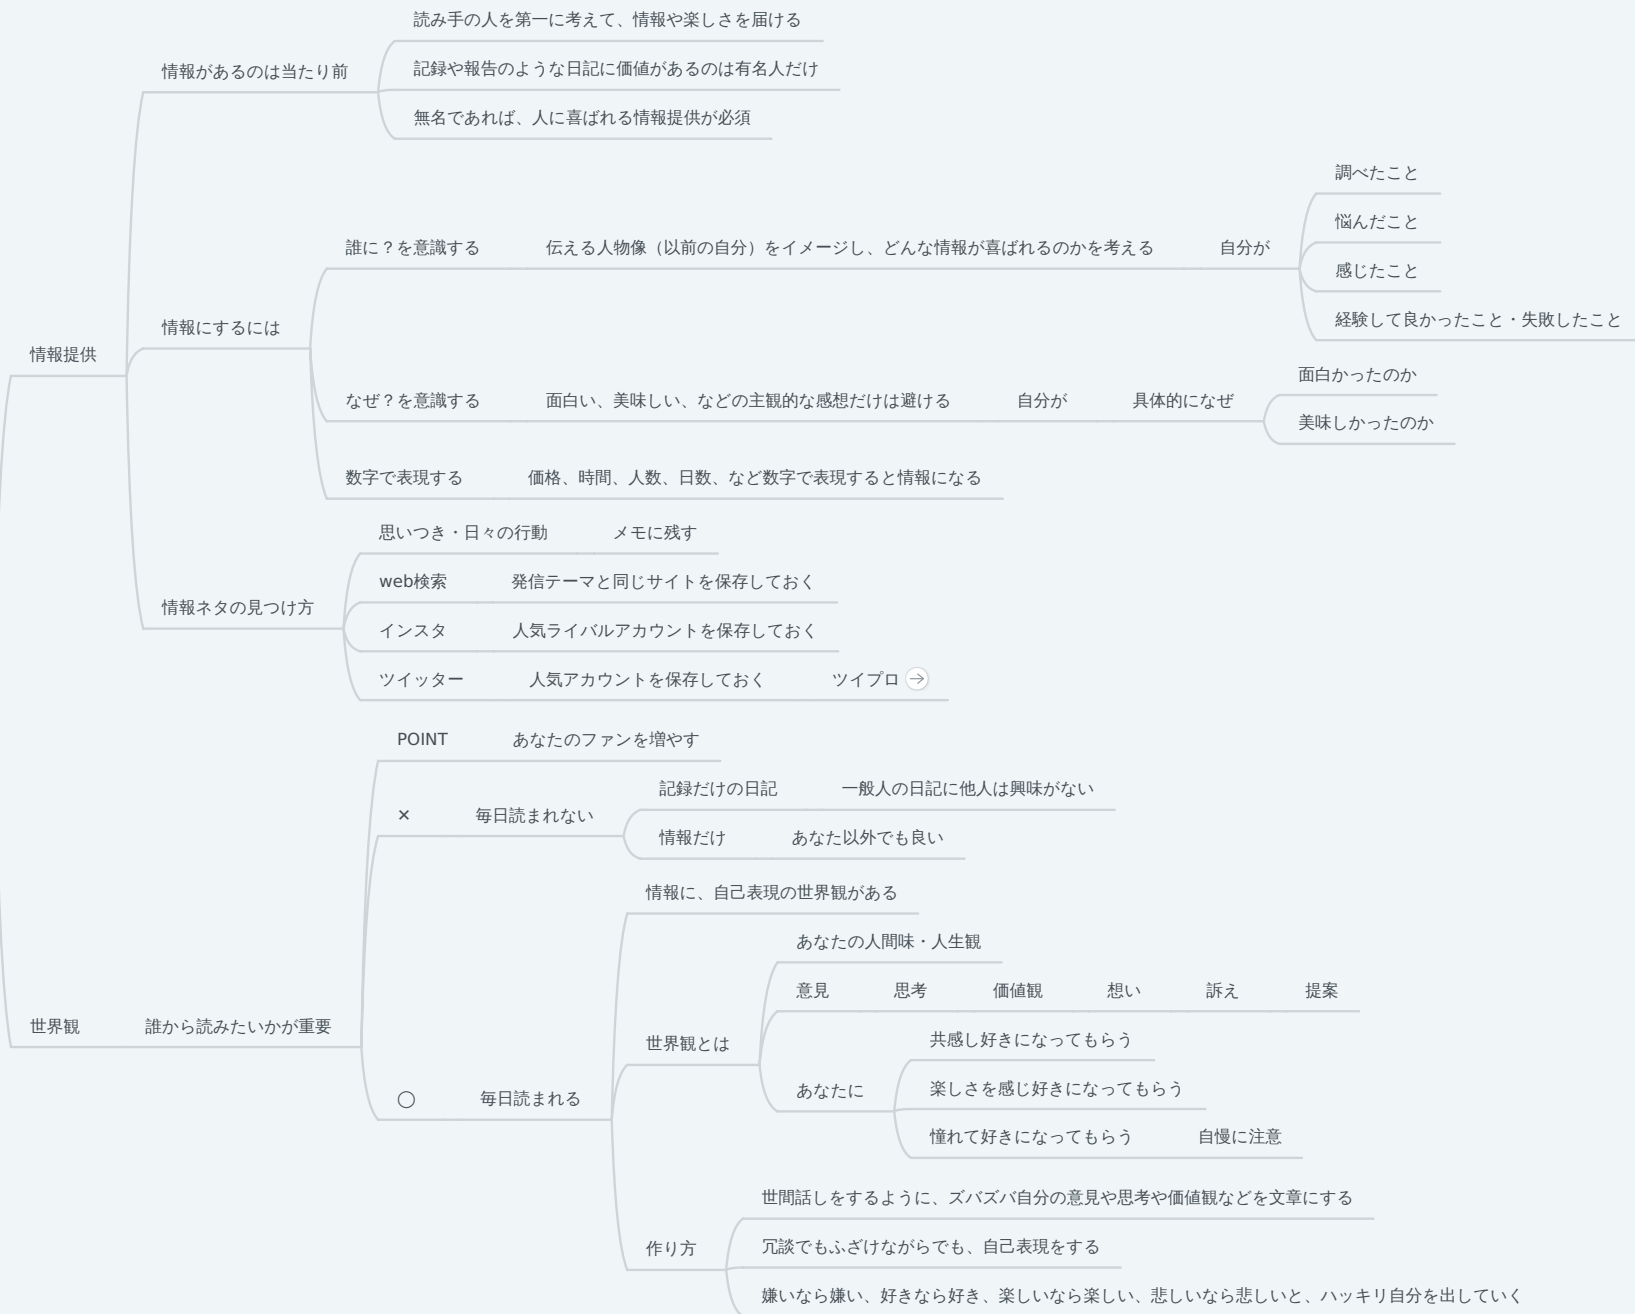 読み手の人を第一に考えて、情報や楽しさを届ける
情報があるのは当たり前
記録や報告のような日記に価値があるのは有名人だけ
無名であれば、人に喜ばれる情報提供が必須
調べたこと
悩んだこと
誰に？を意識する 伝える人物像（以前の自分）をイメージし、どんな情報が喜ばれるのかを考える 自分が
感じたこと
経験して良かったこと・失敗したこと
情報にするには
情報提供
面白かったのか
なぜ？を意識する 面白い、美味しい、などの主観的な感想だけは避ける 自分が 具体的になぜ
美味しかったのか
数字で表現する 価格、時間、人数、日数、など数字で表現すると情報になる
思いつき・日々の行動 メモに残す
web検索 発信テーマと同じサイトを保存しておく
情報ネタの見つけ方
インスタ 人気ライバルアカウントを保存しておく
ツイッター 人気アカウントを保存しておく ツイプロ
POINT あなたのファンを増やす
記録だけの日記 一般人の日記に他人は興味がない
✕ 毎日読まれない
情報だけ あなた以外でも良い
情報に、自己表現の世界観がある
あなたの人間味・人生観
意見 思考 価値観 想い 訴え 提案
世界観 誰から読みたいかが重要
世界観とは
共感し好きになってもらう
あなたに
楽しさを感じ好きになってもらう
◯ 毎日読まれる
憧れて好きになってもらう 自慢に注意
世間話しをするように、ズバズバ自分の意見や思考や価値観などを文章にする
作り方
冗談でもふざけながらでも、自己表現をする
嫌いなら嫌い、好きなら好き、楽しいなら楽しい、悲しいなら悲しいと、ハッキリ自分を出していく